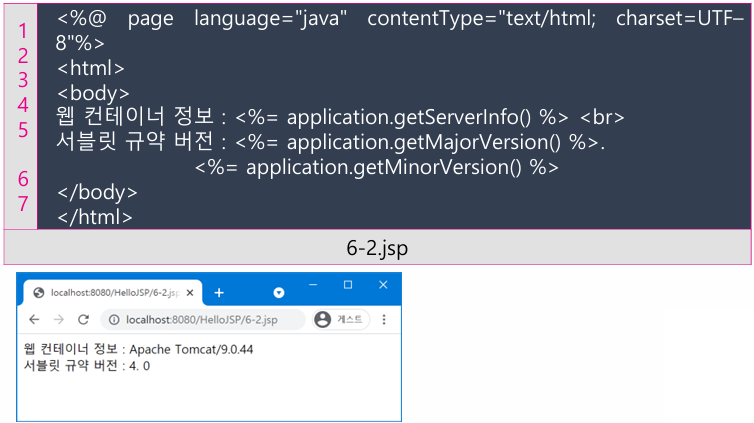 1 <%@ page language="java" contentType="text/html; charset=UTF–
2 8"%>
3 <html>
4 <body>
5 웹 컨테이너 정보 : <%= application.getServerInfo() %> <br>
서블릿 규약 버전 : <%= application.getMajorVersion() %>.
<%= application.getMinorVersion() %>
6 </body>
7 </html>
6-2.jsp
localhost:8080/HelloJSP/6-2.jsp
localhost:8080/HelloJSP/6-2.jsp 게스트
웹 컨테이너 정보 : Apache Tomcat/9.0.44
서블릿 규약 버전 : 4. 0